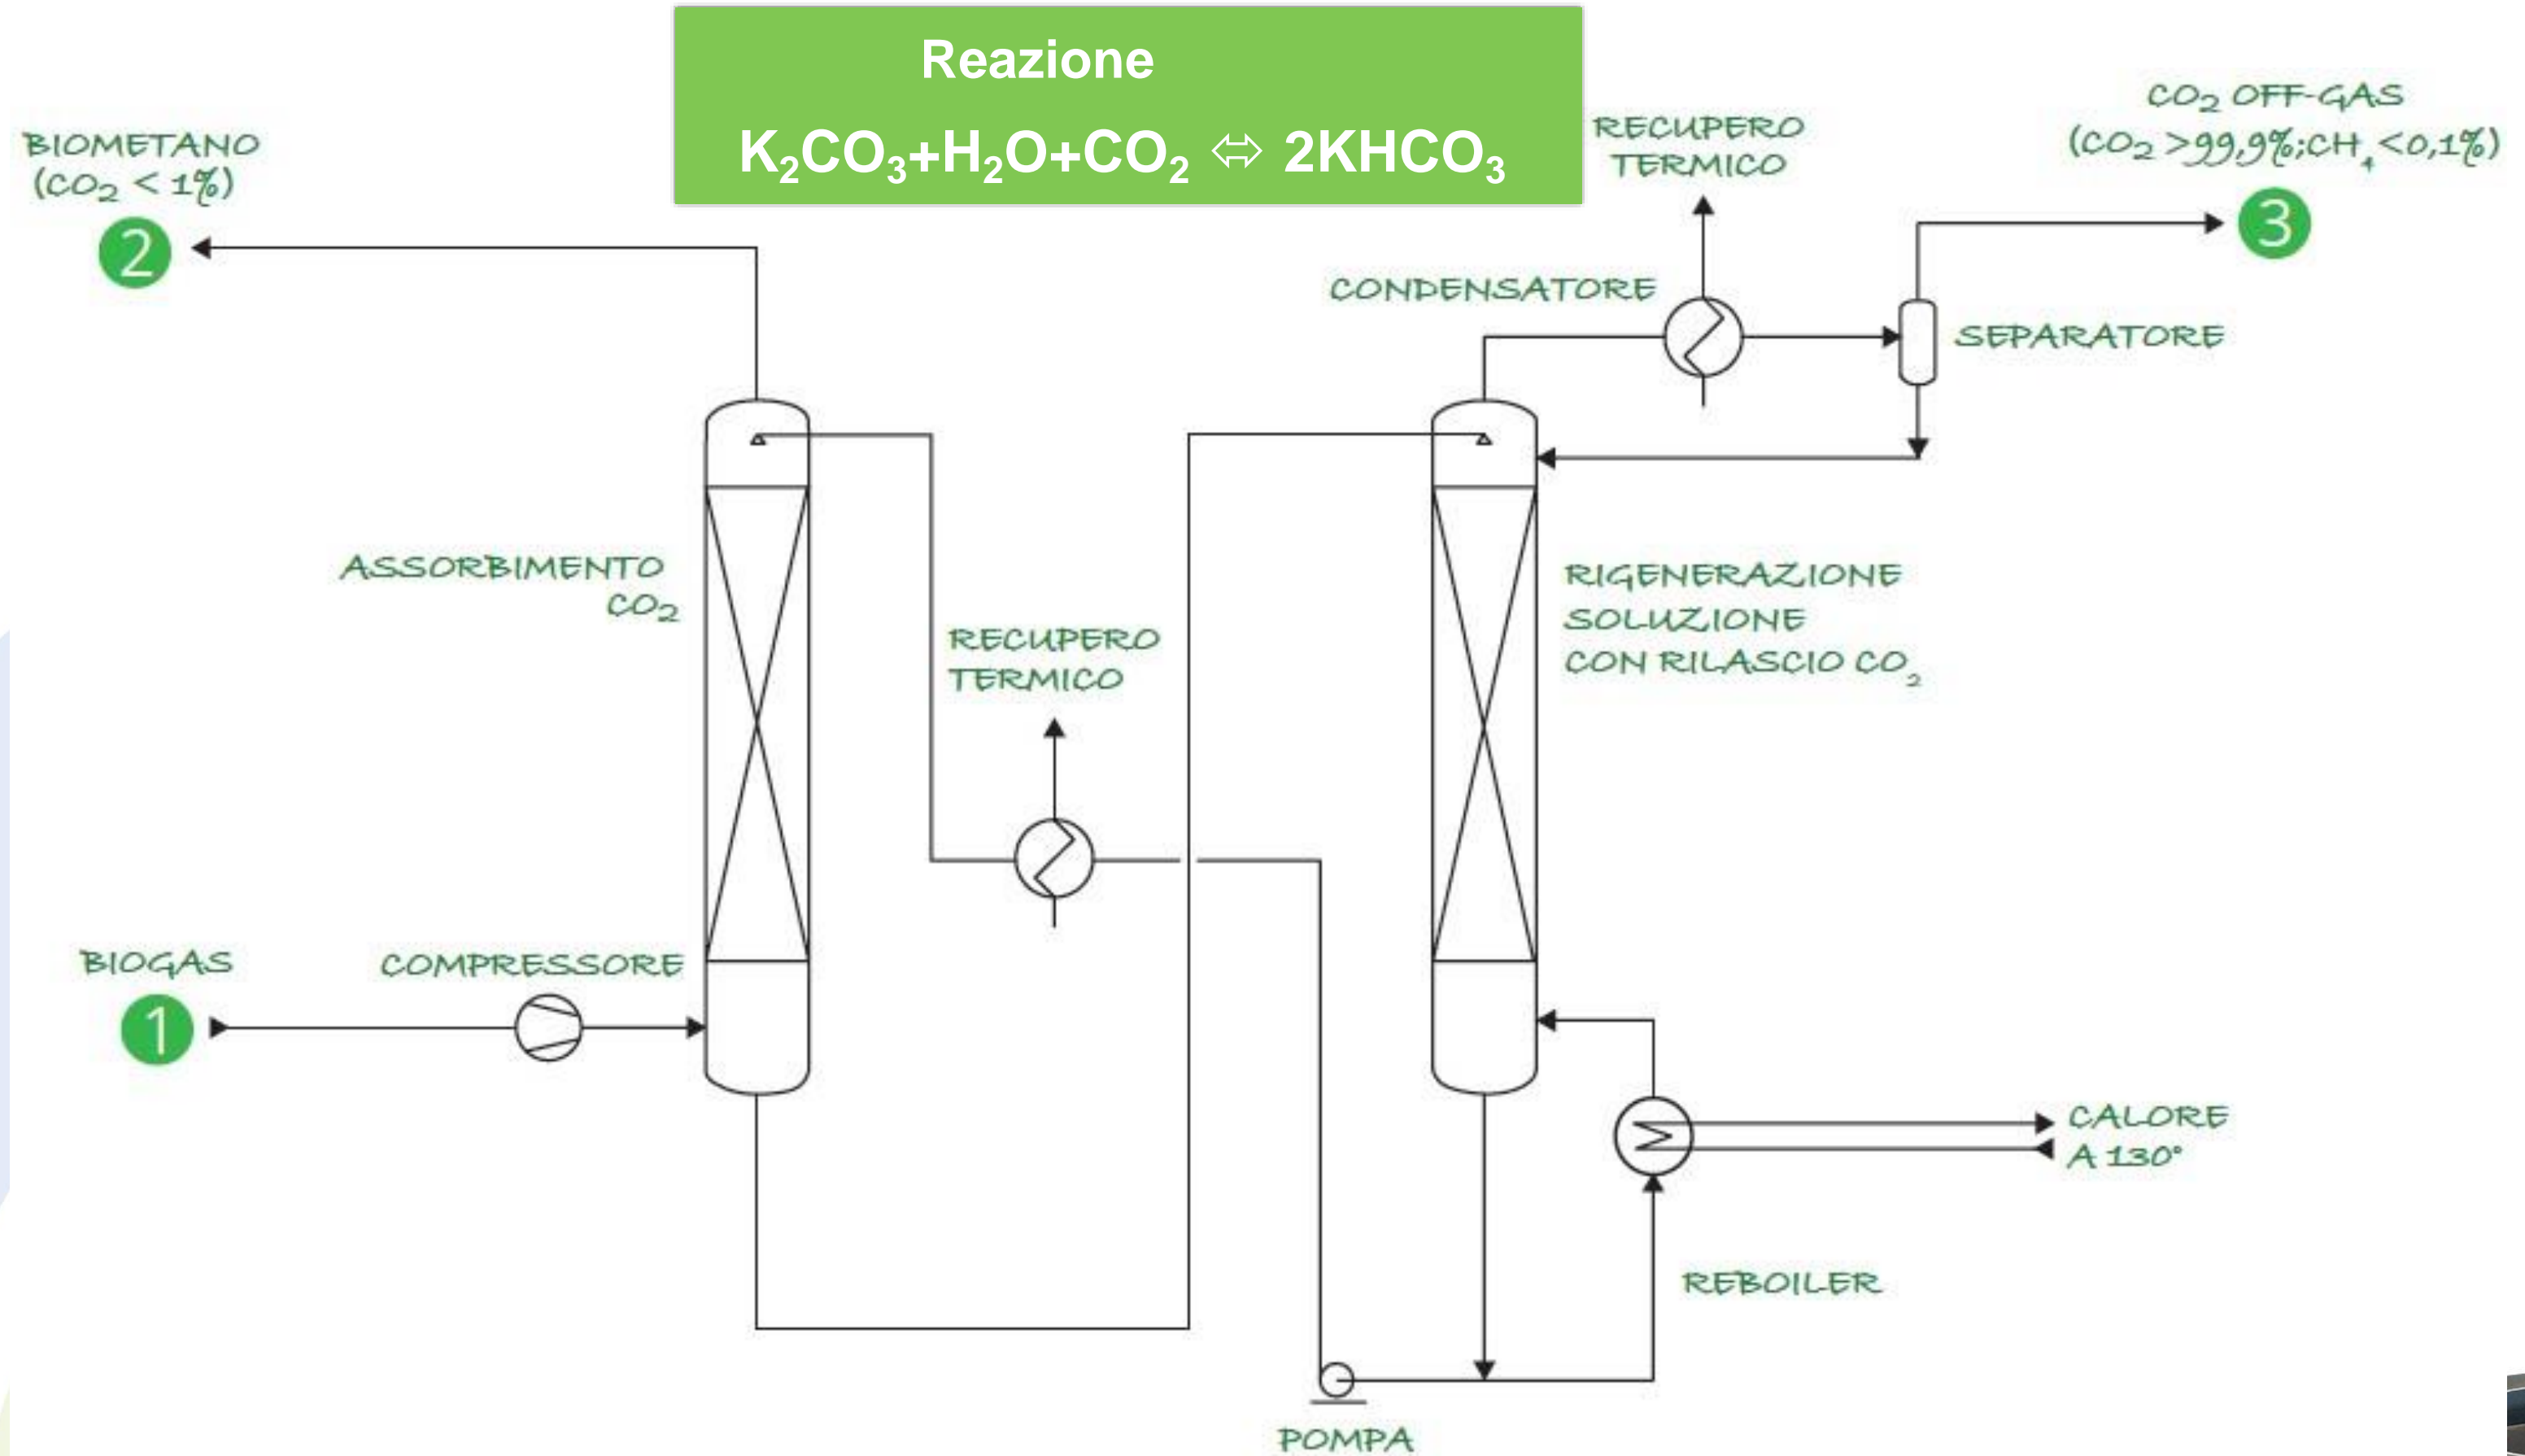 Reazione
K₂CO₃+H₂O+CO₂ ⬄ 2KHCO₃
BIOMETANO
(CO₂ < 1%)
2
RECUPERO
TERMICO
CO₂ OFF-GAS
(CO₂ >99,9%;CH₄ <0,1%)
3
CONDENSATORE
SEPARATORE
ASSORBIMENTO
CO₂
RECUPERO
TERMICO
RIGENERAZIONE
SOLUZIONE
CON RILASCIO CO₂
BIOGAS
1
COMPRESSORE
CALORE
A 130°
REBOILER
POMPA